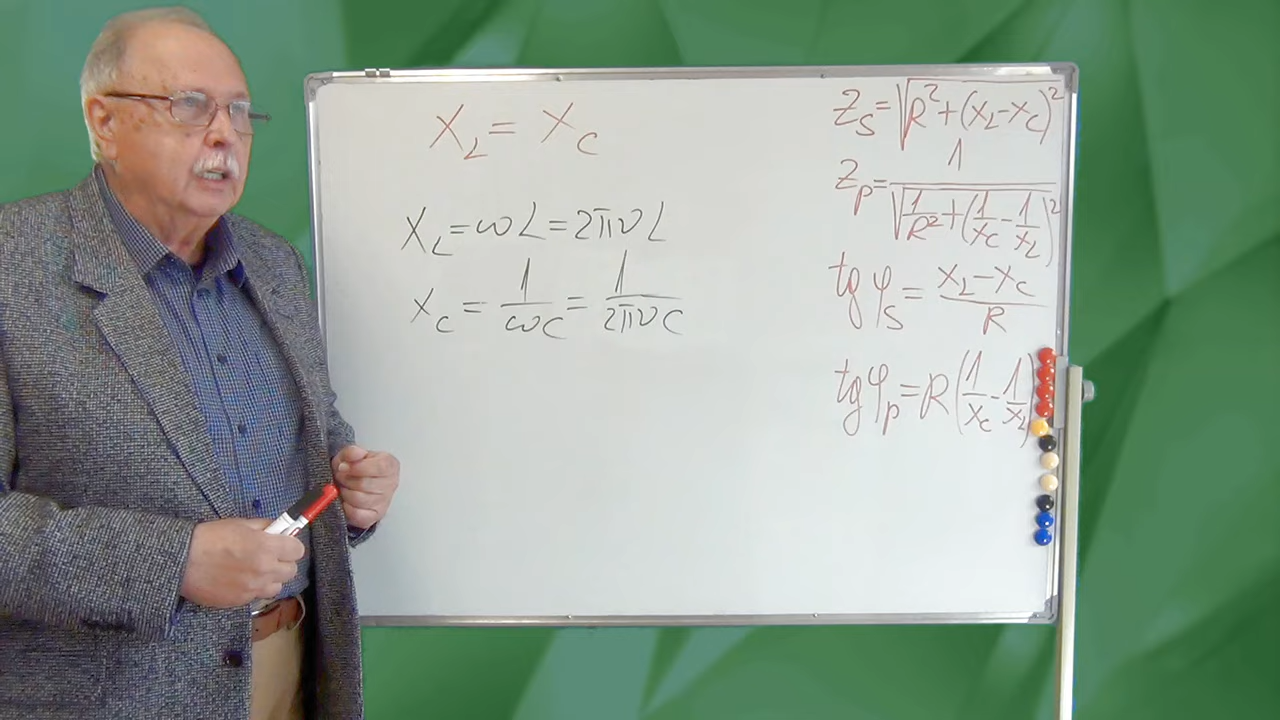 X_L = X_C
X_L = ωL = 2πνL
X_C = 1/ωC = 1/2πνC
Z_S = √R² + (X_L - X_C)²
Z_p = 1/√1/R² + (1/X_C - 1/X_L)²
tg φ_S = X_L - X_C/R
tg φ_p = R(1/X_C - 1/X_L)